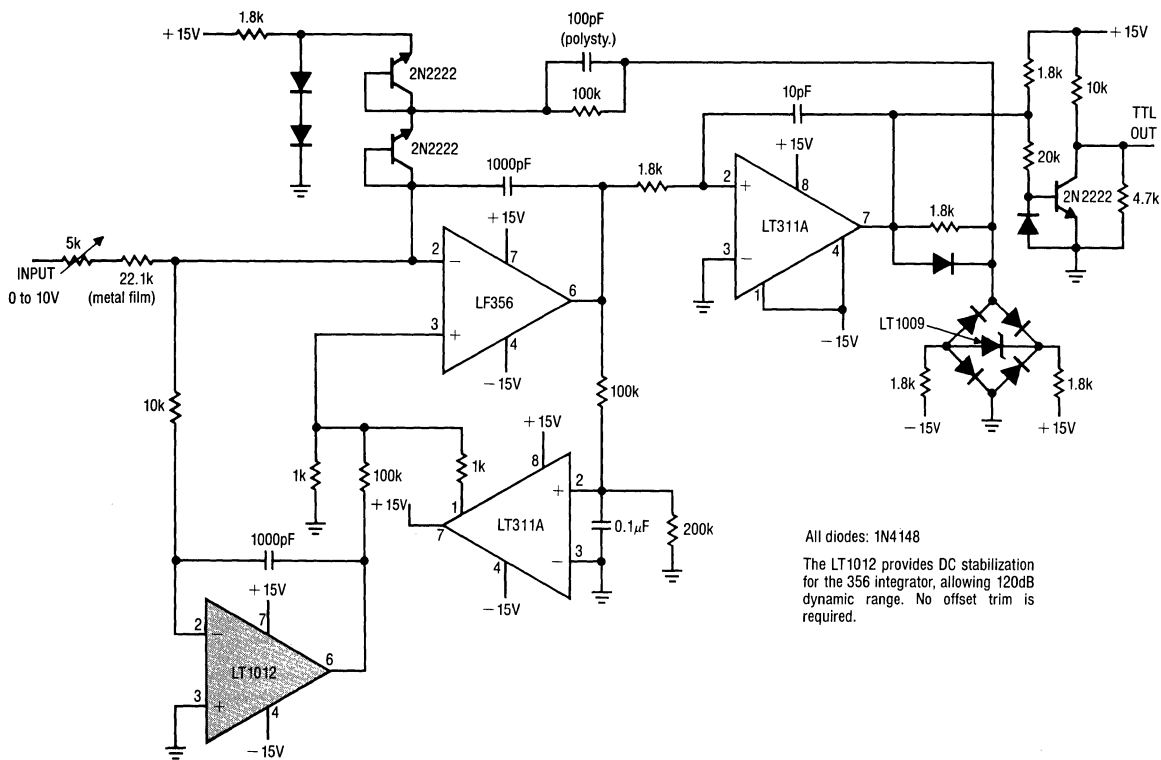 1.8k
+15V
100pF
(polysty.)
2N2222
100k
+15V
1.8k
10k
TTL
OUT
10pF
2N2222
1000pF
1.8k
+15V
20k
2N2222
4.7k
2
+
8
LT311A
7
1.8k
3
−
4
1
−15V
5k
INPUT
0 to 10V
22.1k
(metal film)
+15V
2
−
7
LF356
6
3
+
4
−15V
LT1009
1.8k
1.8k
−15V
+15V
10k
100k
1k
100k
1k
+15V
+15V
8
2
+
1
LT311A
7
0.1μF
200k
4
−
3
−15V
1000pF
+15V
7
2
−
LT1012
6
3
+
4
−15V
All diodes: 1N4148
The LT1012 provides DC stabilization
for the 356 integrator, allowing 120dB
dynamic range. No offset trim is
required.